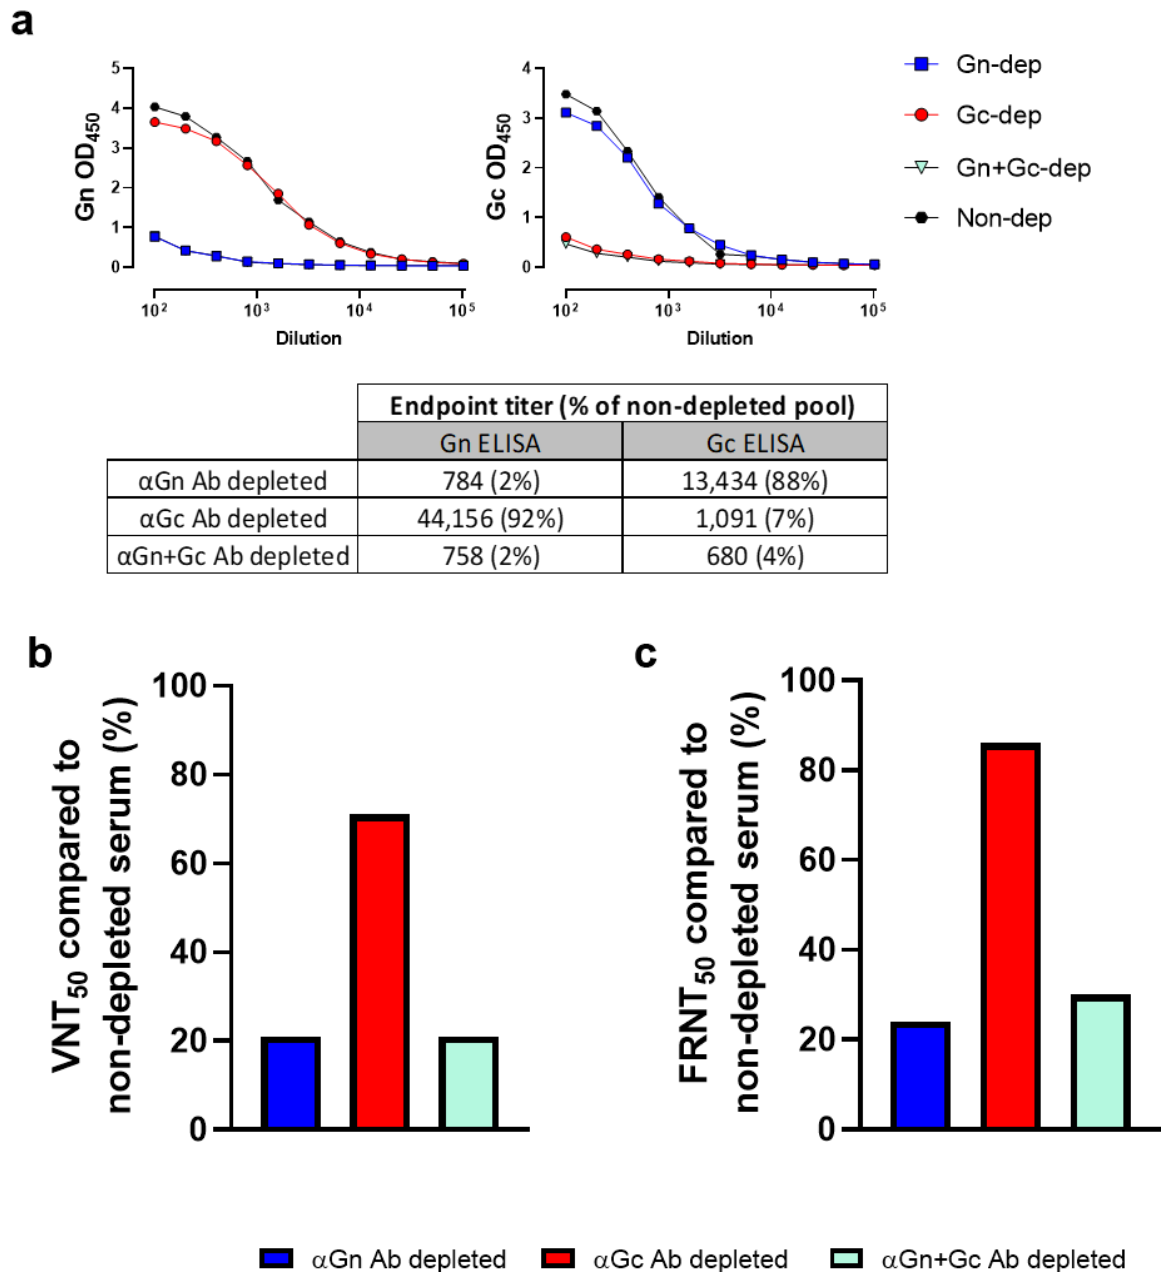 a
5
4
3
2
1
0
Gn OD450
10² 10³ 10⁴ 10⁵
Dilution
4
3
2
1
0
Gc OD450
10² 10³ 10⁴ 10⁵
Dilution
Gn-dep
Gc-dep
Gn+Gc-dep
Non-dep
Endpoint titer (% of non-depleted pool)
Gn ELISA Gc ELISA
αGn Ab depleted 784 (2%) 13,434 (88%)
αGc Ab depleted 44,156 (92%) 1,091 (7%)
αGn+Gc Ab depleted 758 (2%) 680 (4%)
b
100
80
60
40
20
0
VNT50 compared to
non-depleted serum (%)
c
100
80
60
40
20
0
FRNT50 compared to
non-depleted serum (%)
αGn Ab depleted αGc Ab depleted αGn+Gc Ab depleted